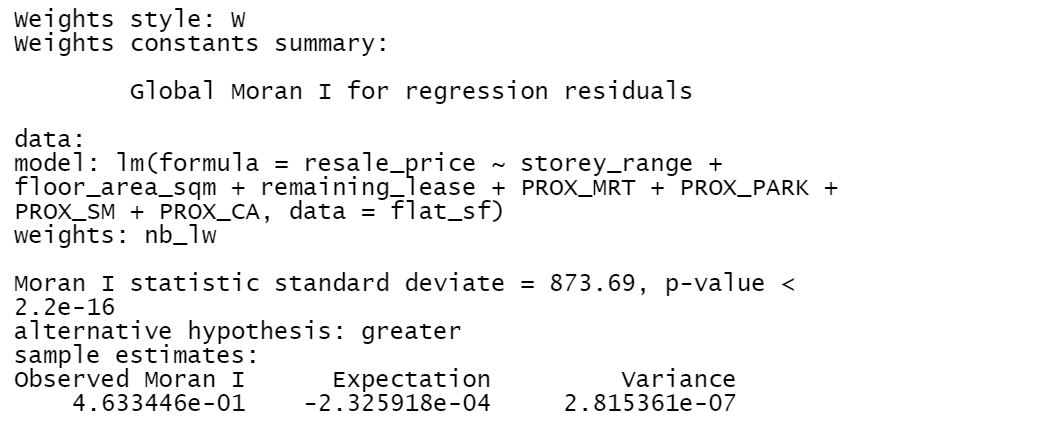 Weights style: W
Weights constants summary:
Global Moran I for regression residuals
data:
model: lm(formula = resale_price ~ storey_range +
floor_area_sqm + remaining_lease + PROX_MRT + PROX_PARK +
PROX_SM + PROX_CA, data = flat_sf)
weights: nb_lw
Moran I statistic standard deviate = 873.69, p-value <
2.2e-16
alternative hypothesis: greater
sample estimates:
Observed Moran I Expectation Variance
4.633446e-01 -2.325918e-04 2.815361e-07